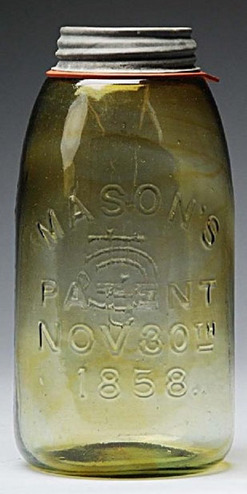 MASON'S
PATENT
NOV 30TH
1858